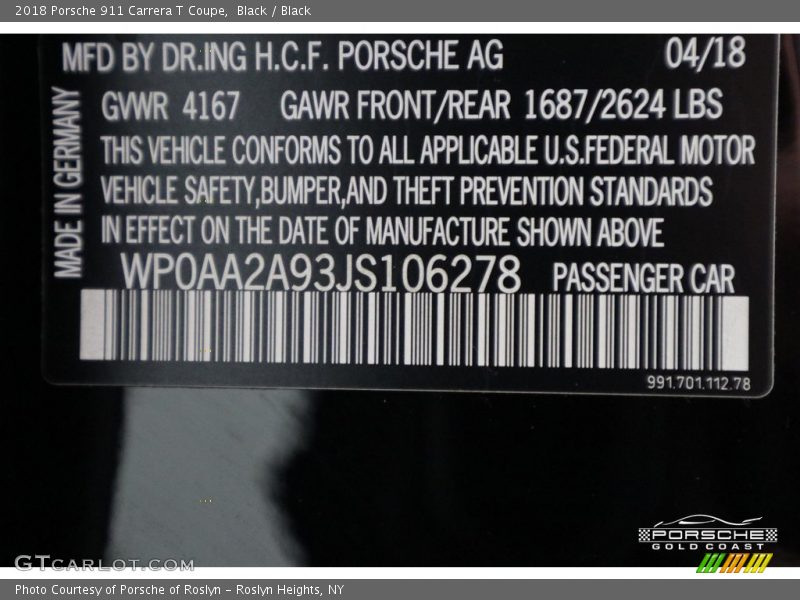 2018 Porsche 911 Carrera T Coupe,  Black / Black
MFD BY DR.ING H.C.F. PORSCHE AG 04/18
GVWR 4167 GAWR FRONT/REAR 1687/2624 LBS
THIS VEHICLE CONFORMS TO ALL APPLICABLE U.S.FEDERAL MOTOR
VEHICLE SAFETY,BUMPER,AND THEFT PREVENTION STANDARDS
IN EFFECT ON THE DATE OF MANUFACTURE SHOWN ABOVE
MADE IN GERMANY
WP0AA2A93JS106278 PASSENGER CAR
991.701.112.78
PORSCHE
GOLD COAST
GTCARLOT.COM
Photo Courtesy of Porsche of Roslyn – Roslyn Heights, NY